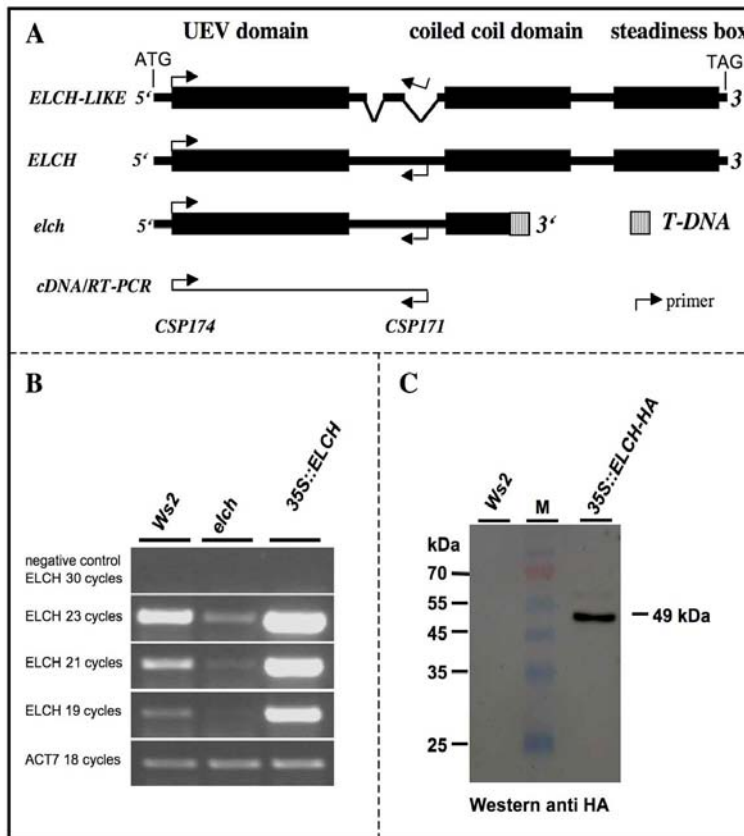 A
UEV domain coiled coil domain steadiness box
ATG TAG
ELCH-LIKE 5‘ 3‘
ELCH 5‘ 3‘
elch 5‘ 3‘ T-DNA
cDNA/RT-PCR primer
CSP174 CSP171
B
Ws2 elch 35S::ELCH
negative control
ELCH 30 cycles
ELCH 23 cycles
ELCH 21 cycles
ELCH 19 cycles
ACT7 18 cycles
C
Ws2 M 35S::ELCH-HA
kDa
70
55
49 kDa
45
35
25
Western anti HA